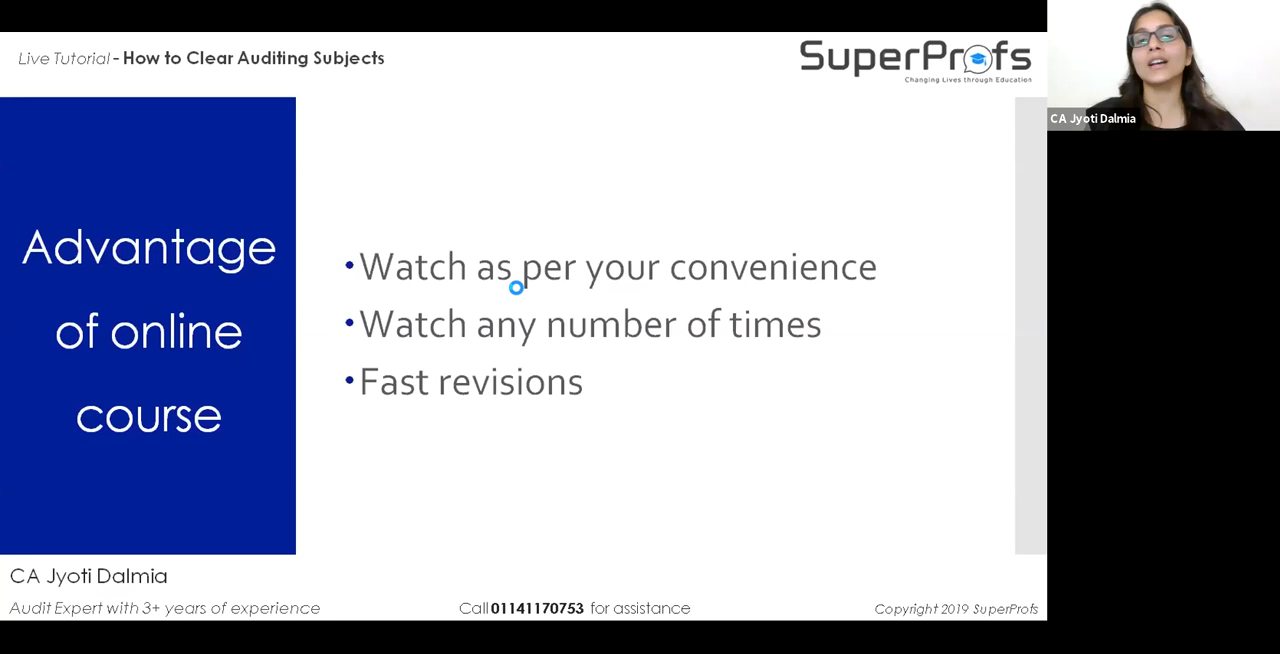 Live Tutorial - How to Clear Auditing Subjects
SuperProfs
Changing Lives through Education
CA Jyoti Dalmia
Advantage
of online
course
•Watch as per your convenience
•Watch any number of times
•Fast revisions
CA Jyoti Dalmia
Audit Expert with 3+ years of experience
Call 01141170753 for assistance
Copyright 2019 SuperProfs